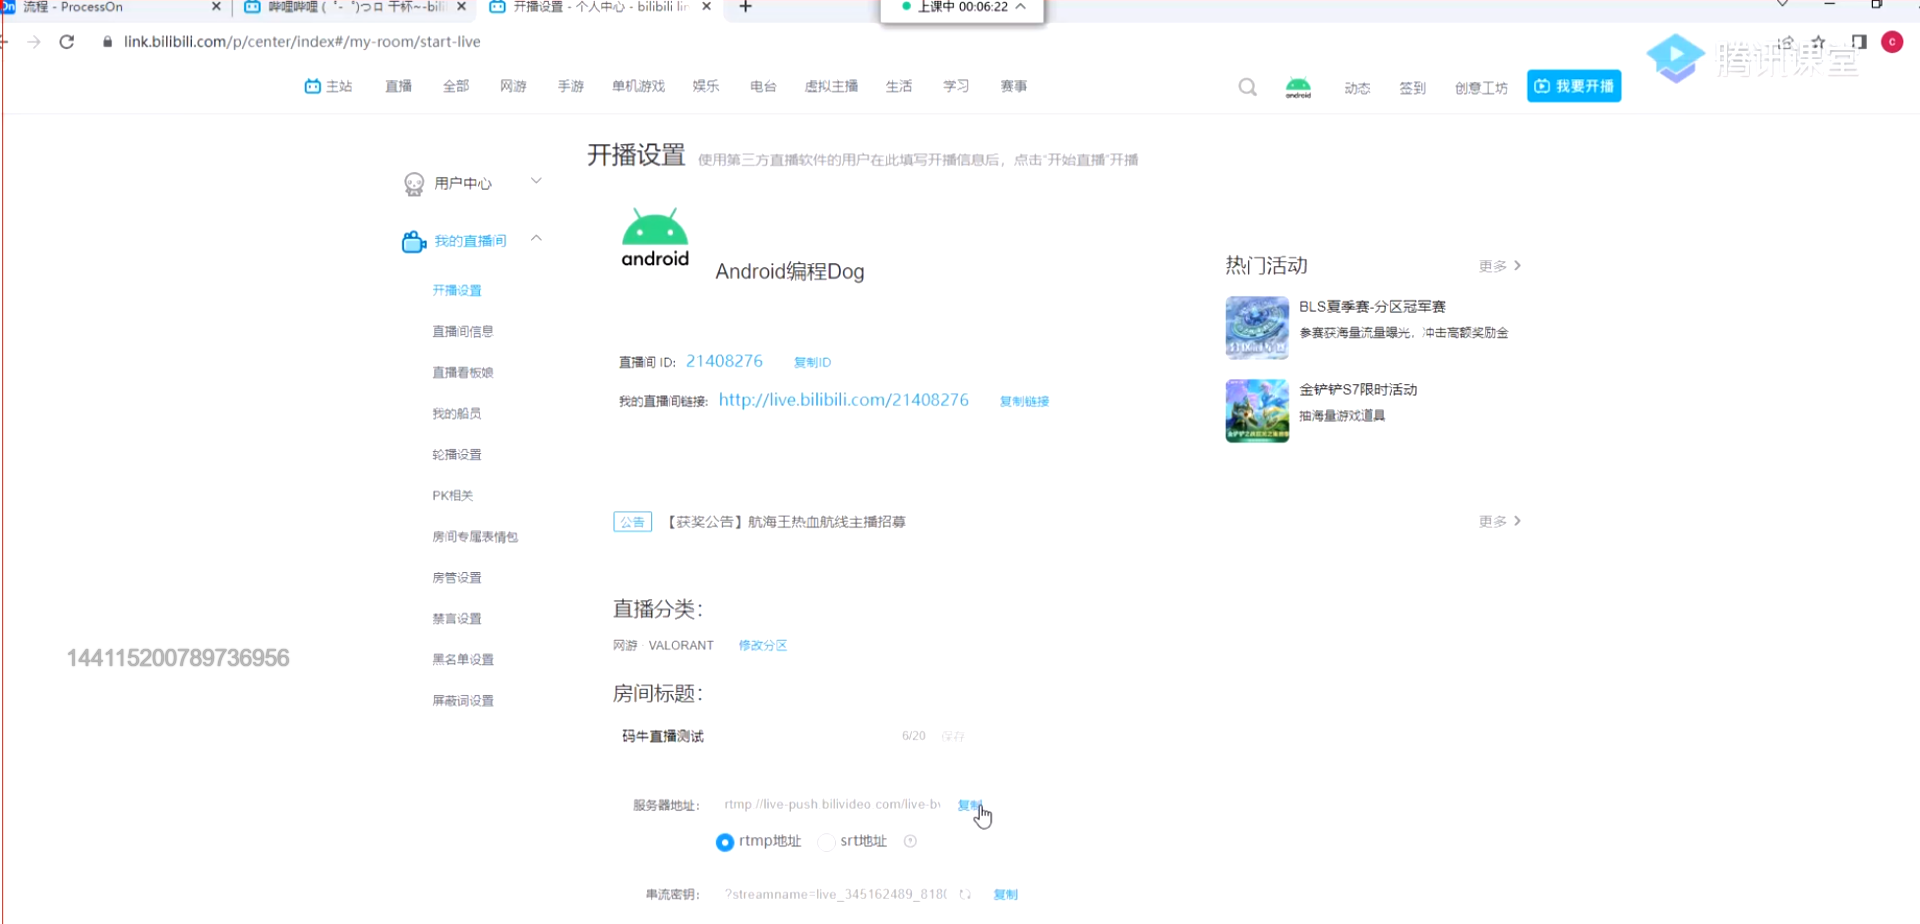 流程 - ProcessOn
哔哩哔哩 ( ゜- ゜)つロ 干杯~-bili
开播设置 - 个人中心 - bilibili lin
上课中 00:06:22
link.bilibili.com/p/center/index#/my-room/start-live
c
腾讯课堂
主站 直播 全部 网游 手游 单机游戏 娱乐 电台 虚拟主播 生活 学习 赛事
android
动态 签到 创意工坊 我要开播
开播设置 使用第三方直播软件的用户在此填写开播信息后，点击“开始直播”开播
用户中心
我的直播间
开播设置
直播间信息
直播看板娘
我的船员
轮播设置
PK相关
房间专属表情包
房管设置
禁言设置
黑名单设置
屏蔽词设置
android
Android编程Dog
直播间 ID: 21408276 复制ID
我的直播间链接: http://live.bilibili.com/21408276 复制链接
热门活动 更多
BLS夏季赛-分区冠军赛
参赛获海量流量曝光，冲击高额奖励金
金铲铲S7限时活动
抽海量游戏道具
公告 【获奖公告】航海王热血航线主播招募 更多
直播分类：
网游 · VALORANT 修改分区
房间标题：
码牛直播测试 6/20 保存
服务器地址: rtmp //live-push bilivideo com/live-bv 复制
rtmp地址 srt地址
串流密钥: ?streamname=live_345162489_8180 复制
144115200789736956